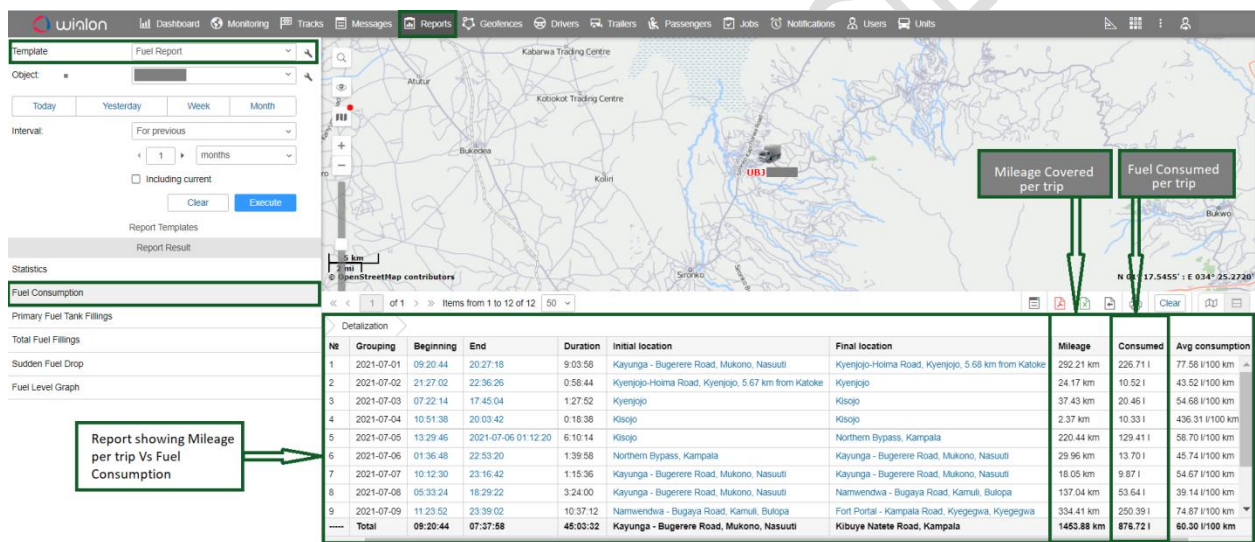 wialon Dashboard Monitoring Tracks Messages Reports Geofences Drivers Trailers Passengers Jobs Notifications Users Units
Template Fuel Report
Object:
Today Yesterday Week Month
Interval: For previous
1 months
Including current
Clear Execute
Report Templates
Report Result
Statistics
Fuel Consumption
Primary Fuel Tank Fillings
Total Fuel Fillings
Sudden Fuel Drop
Fuel Level Graph
Report showing Mileage
per trip Vs Fuel
Consumption
Kabarwa Trading Centre
Atutur
Kotiokot Trading Centre
Bukedea
Kolir
UBJ
Mileage Covered
per trip
Fuel Consumed
per trip
Bukwo
5 km
2 mi
Sironko
© OpenStreetMap contributors
N 01° 17.5455' : E 034° 25.2720'
« < 1 of 1 > » Items from 1 to 12 of 12 50
Clear
Detalization
№ Grouping Beginning End Duration Initial location Final location Mileage Consumed Avg consumption
1 2021-07-01 09:20:44 20:27:18 9:03:58 Kayunga - Bugerere Road, Mukono, Nasuuti Kyenjojo-Hoima Road, Kyenjojo, 5.68 km from Katoke 292.21 km 226.71 l 77.58 l/100 km
2 2021-07-02 21:27:02 22:36:26 0:58:44 Kyenjojo-Hoima Road, Kyenjojo, 5.67 km from Katoke Kyenjojo 24.17 km 10.52 l 43.52 l/100 km
3 2021-07-03 07:22:14 17:45:04 1:27:52 Kyenjojo Kisojo 37.43 km 20.46 l 54.68 l/100 km
4 2021-07-04 10:51:38 20:03:42 0:18:38 Kisojo Kisojo 2.37 km 10.33 l 436.31 l/100 km
5 2021-07-05 13:29:46 2021-07-06 01:12:20 6:10:14 Kisojo Northern Bypass, Kampala 220.44 km 129.41 l 58.70 l/100 km
6 2021-07-06 01:36:48 22:53:20 1:39:58 Northern Bypass, Kampala Kayunga - Bugerere Road, Mukono, Nasuuti 29.96 km 13.70 l 45.74 l/100 km
7 2021-07-07 10:12:30 23:16:42 1:15:36 Kayunga - Bugerere Road, Mukono, Nasuuti Kayunga - Bugerere Road, Mukono, Nasuuti 18.05 km 9.87 l 54.67 l/100 km
8 2021-07-08 05:33:24 18:29:22 3:24:00 Kayunga - Bugerere Road, Mukono, Nasuuti Namwendwa - Bugaya Road, Kamuli, Bulopa 137.04 km 53.64 l 39.14 l/100 km
9 2021-07-09 11:23:52 23:39:02 10:37:12 Namwendwa - Bugaya Road, Kamuli, Bulopa Fort Portal - Kampala Road, Kyegegwa, Kyegegwa 334.41 km 250.39 l 74.87 l/100 km
----- Total 09:20:44 07:37:58 45:03:32 Kayunga - Bugerere Road, Mukono, Nasuuti Kibuye Natete Road, Kampala 1453.88 km 876.72 l 60.30 l/100 km